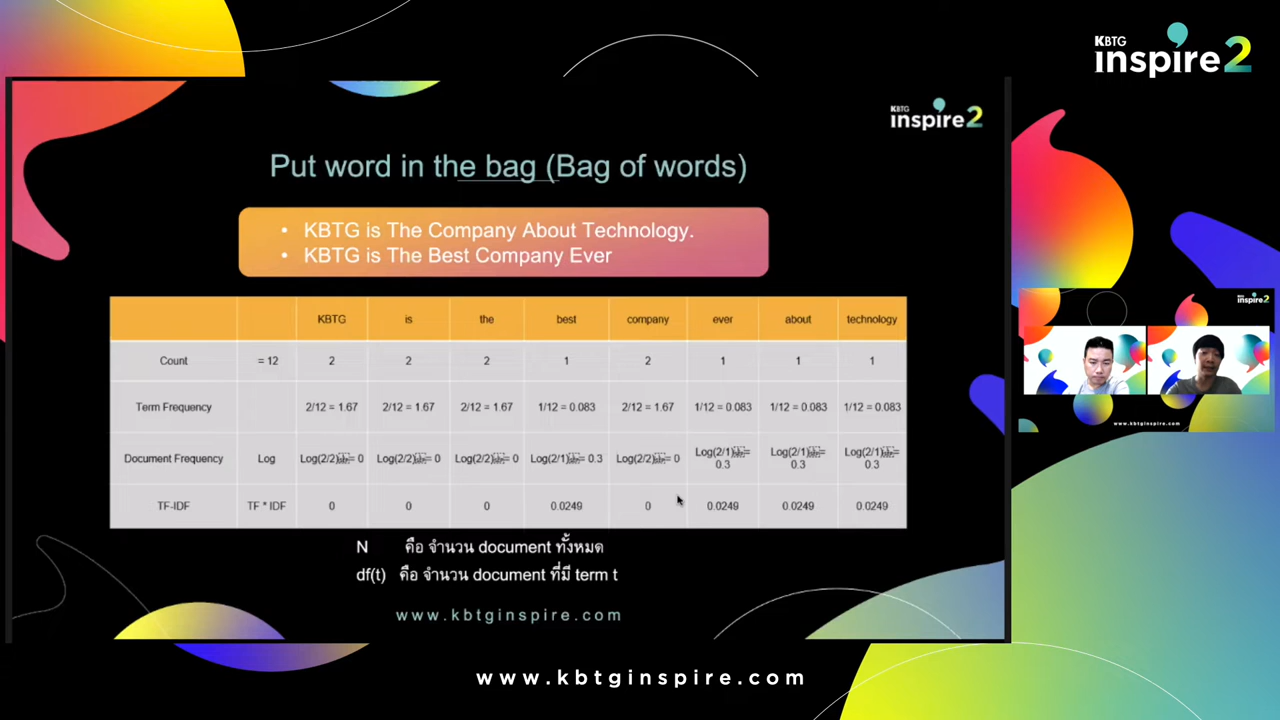 KBTG
inspire2
KBTG
inspire2
Put word in the bag (Bag of words)
• KBTG is The Company About Technology.
• KBTG is The Best Company Ever
KBTG is the best company ever about technology
Count = 12 2 2 2 1 2 1 1 1
Term Frequency 2/12 = 1.67 2/12 = 1.67 2/12 = 1.67 1/12 = 0.083 2/12 = 1.67 1/12 = 0.083 1/12 = 0.083 1/12 = 0.083
Document Frequency Log Log(2/2) = 0 Log(2/2) = 0 Log(2/2) = 0 Log(2/1) = 0.3 Log(2/2) = 0 Log(2/1) = 0.3 Log(2/1) = 0.3 Log(2/1) = 0.3
TF-IDF TF * IDF 0 0 0 0.0249 0 0.0249 0.0249 0.0249
N คือ จำนวน document ทั้งหมด
df(t) คือ จำนวน document ที่มี term t
www.kbtginspire.com
inspire2
www.kbtginspire.com
www.kbtginspire.com